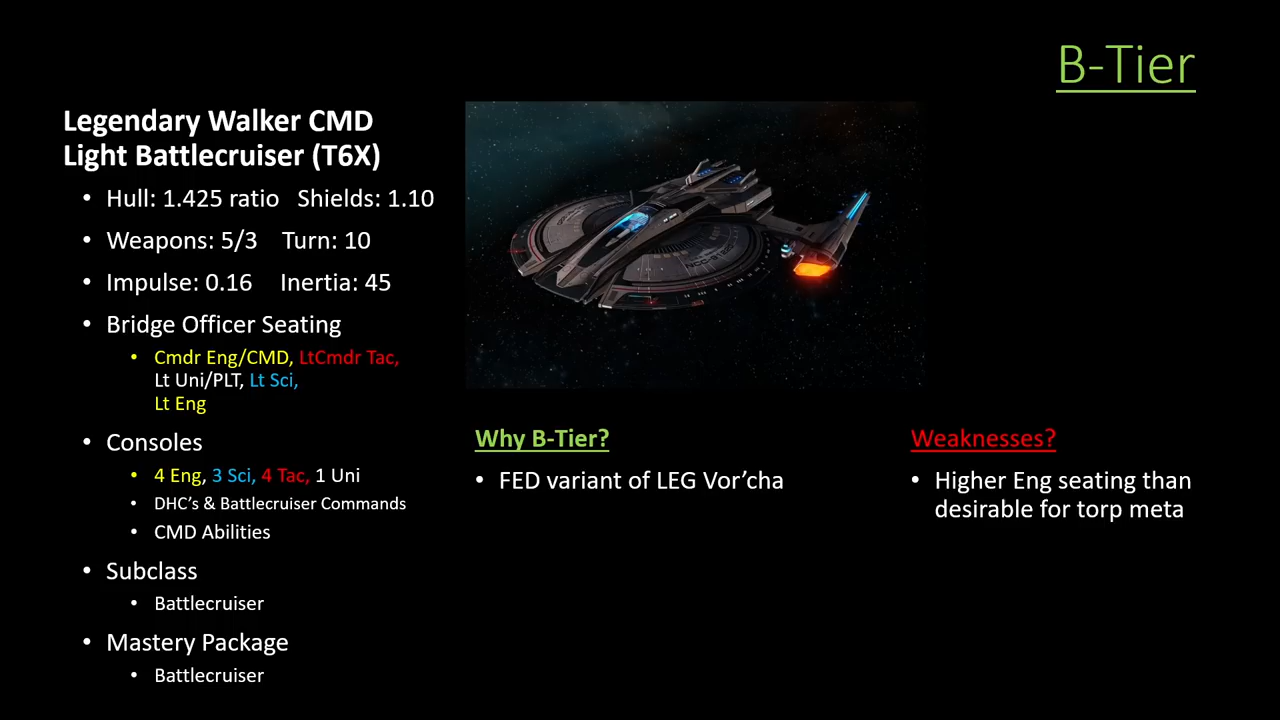 B-Tier
Legendary Walker CMD
Light Battlecruiser (T6X)
• Hull: 1.425 ratio Shields: 1.10
• Weapons: 5/3 Turn: 10
• Impulse: 0.16 Inertia: 45
• Bridge Officer Seating
• Cmdr Eng/CMD, LtCmdr Tac,
Lt Uni/PLT, Lt Sci,
Lt Eng
• Consoles
• 4 Eng, 3 Sci, 4 Tac, 1 Uni
• DHC's & Battlecruiser Commands
• CMD Abilities
• Subclass
• Battlecruiser
• Mastery Package
• Battlecruiser
Why B-Tier?
• FED variant of LEG Vor’cha
Weaknesses?
• Higher Eng seating than
desirable for torp meta